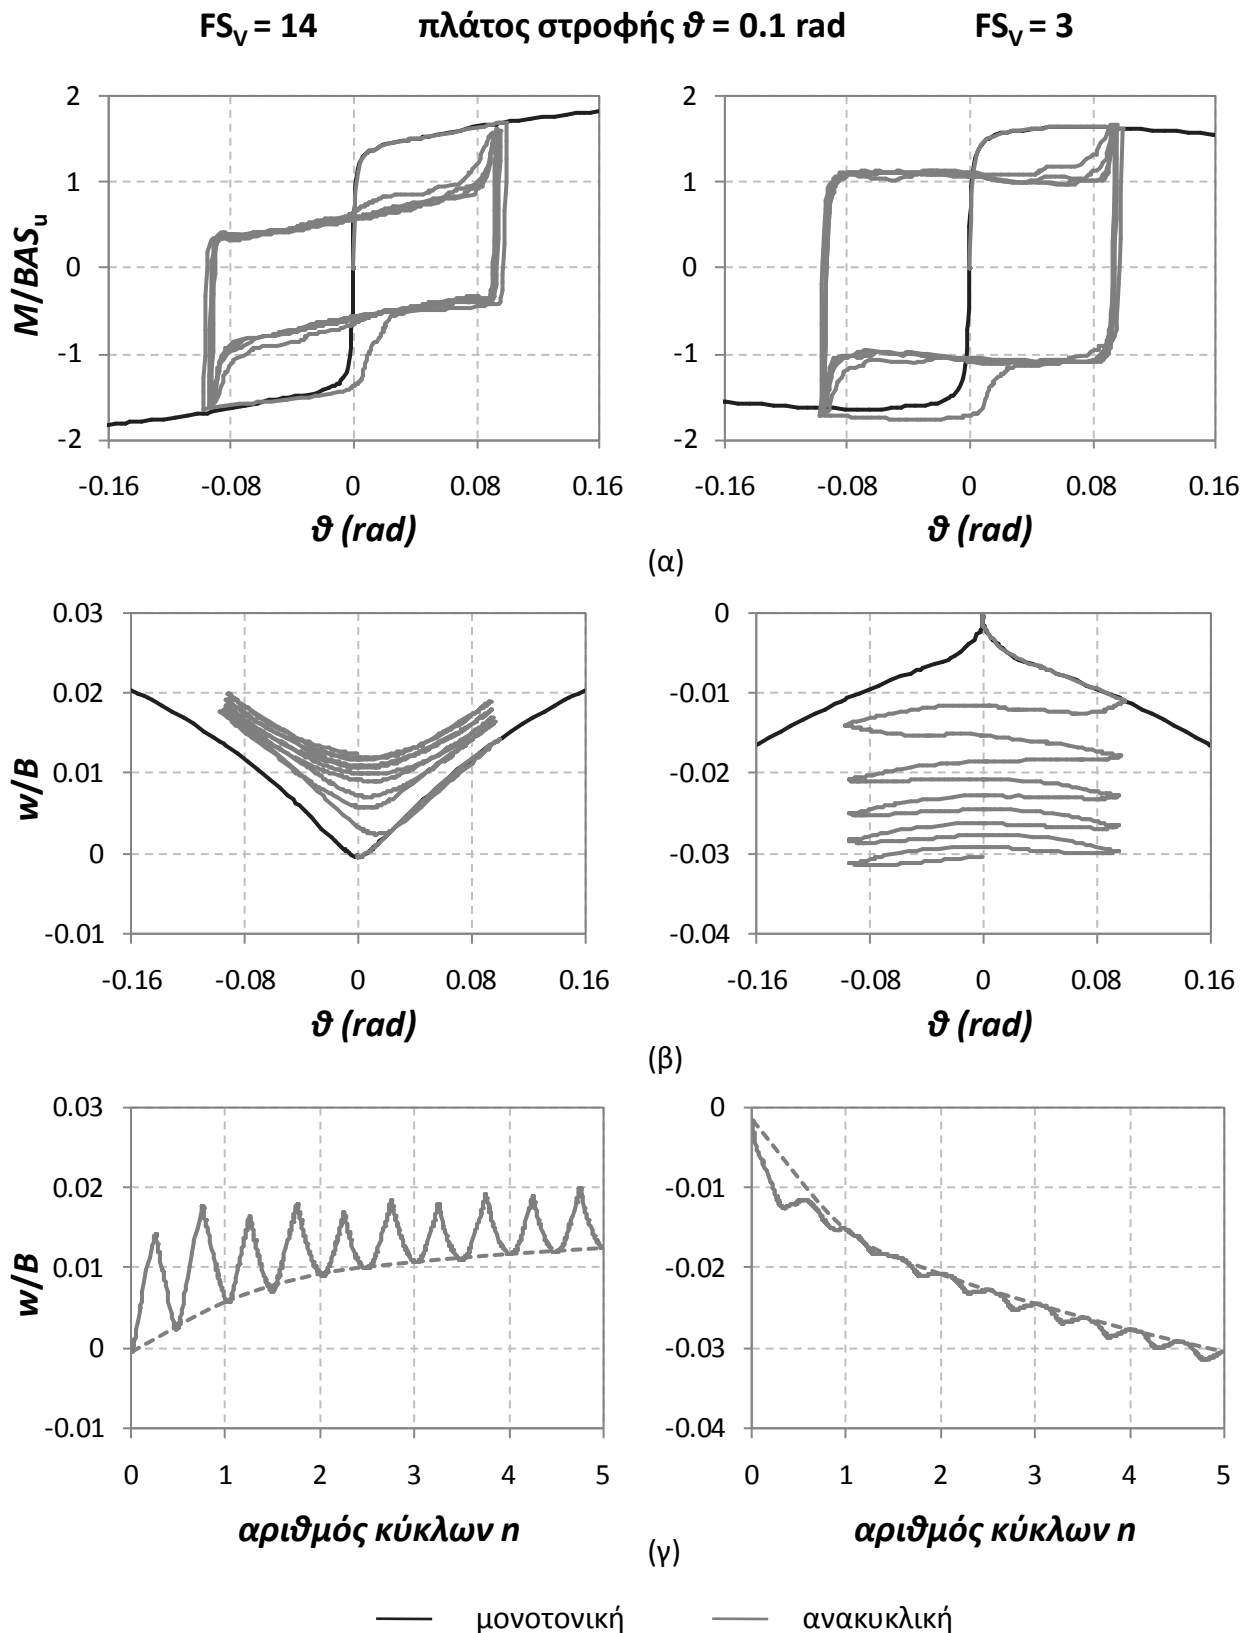 FSV = 14 πλάτος στροφής ϑ = 0.1 rad FSV = 3
2 2
1 1
0 0
-1 -1
-2 -2
M/BASu
-0.16 -0.08 0 0.08 0.16 -0.16 -0.08 0 0.08 0.16
ϑ (rad) ϑ (rad)
(α)
0.03 0
0.02 -0.01
0.01 -0.02
0 -0.03
-0.01 -0.04
w/B
-0.16 -0.08 0 0.08 0.16 -0.16 -0.08 0 0.08 0.16
ϑ (rad) ϑ (rad)
(β)
0.03 0
0.02 -0.01
0.01 -0.02
0 -0.03
-0.01 -0.04
w/B
0 1 2 3 4 5 0 1 2 3 4 5
αριϑμός κύκλων n αριϑμός κύκλων n
(γ)
μονοτονική ανακυκλική